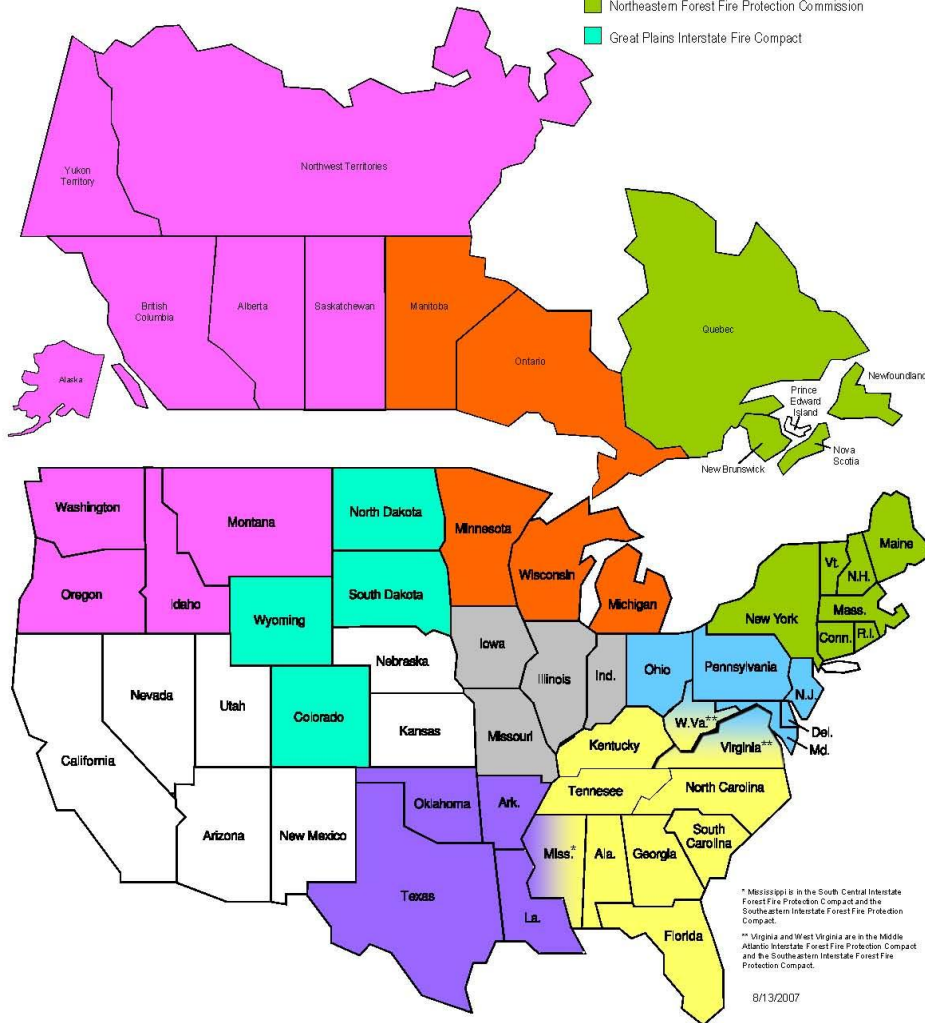 Northeastern Forest Fire Protection Commission
Great Plains Interstate Fire Compact
Yukon
Territory
Northwest Territories
British
Columbia
Alberta
Saskatchewan
Manitoba
Ontario
Quebec
Alaska
Newfoundland
Prince
Edward
Island
New Brunswick
Nova
Scotia
Washington
Montana
North Dakota
Minnesota
Oregon
Idaho
Wyoming
South Dakota
Wisconsin
Michigan
Maine
Vt.
N.H.
New York
Mass.
Conn.
R.I.
Nevada
Utah
Colorado
Nebraska
Iowa
Illinois
Ind.
Ohio
Pennsylvania
N.J.
California
Kansas
Missouri
Kentucky
W.Va.**
Virginia**
Del.
Md.
Arizona
New Mexico
Oklahoma
Ark.
Tennesee
North Carolina
South
Carolina
Texas
La.
Miss.*
Ala.
Georgia
Florida
* Mississippi is in the South Central Interstate
Forest Fire Protection Compact and the
Southeastern Interstate Forest Fire Protection
Compact.
** Virginia and West Virginia are in the Middle
Atlantic Interstate Forest Fire Protection Compact
and the Southeastern Interstate Forest Fire
Protection Compact.
8/13/2007